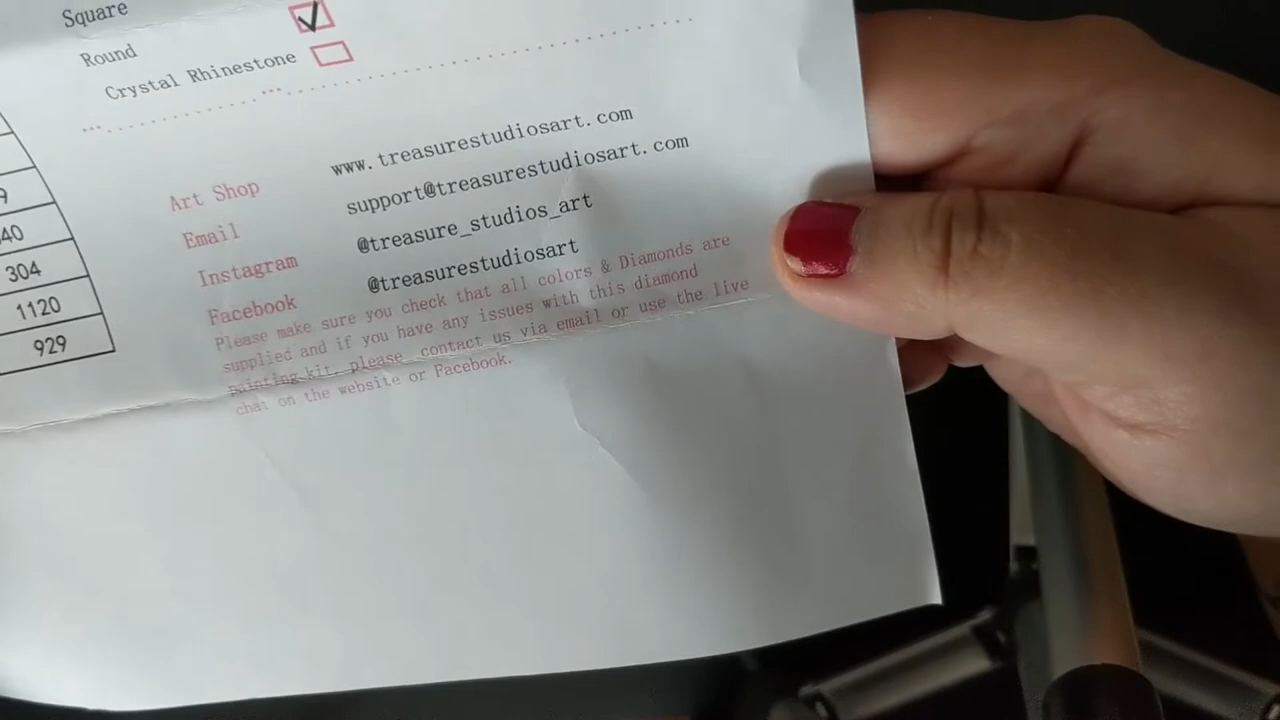 Square
Round
Crystal Rhinestone
Art Shop www.treasurestudiosart.com
Email support@treasurestudiosart.com
Instagram @treasure_studios_art
Facebook @treasurestudiosart
Please make sure you check that all colors & Diamonds are
supplied and if you have any issues with this diamond
painting kit, please contact us via email or use the live
chat on the website or Facebook.
304
1120
929